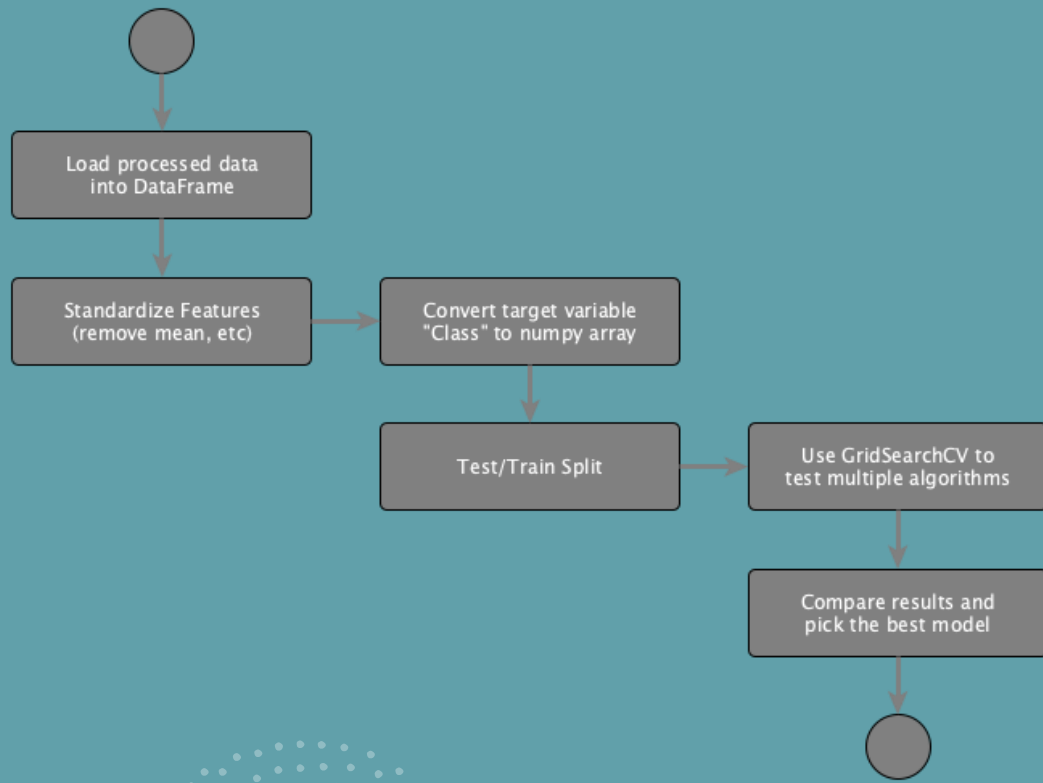 Load processed data
into DataFrame
Standardize Features
(remove mean, etc)
Convert target variable
"Class" to numpy array
Test/Train Split
Use GridSearchCV to
test multiple algorithms
Compare results and
pick the best model